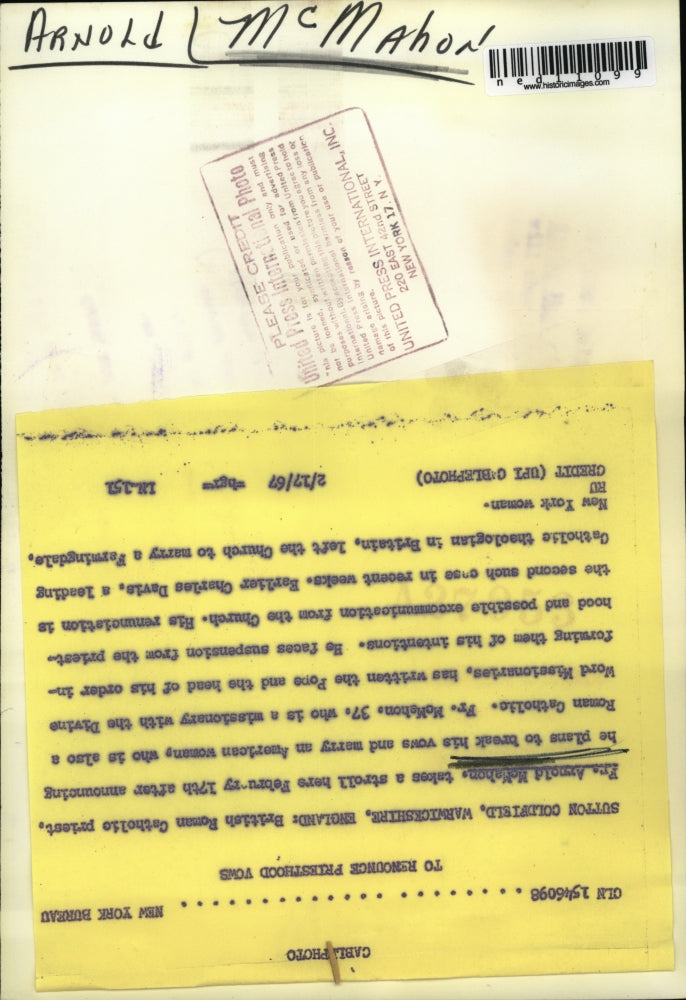 ARNOLD McMAHON
ned11099
www.historicimages.com
PLEASE CREDIT
United Press International Photo
UNITED PRESS INTERNATIONAL, INC.
220 EAST 42nd STREET
NEW YORK 17, N. Y.
CABLEPHOTO
CLN 1546098 . . . . . . . . . . . . . . . . . . . . NEW YORK BUREAU
TO RENOUNCE PRIESTHOOD VOWS
SUTTON COLDFIELD, WARWICKSHIRE, ENGLAND: British Roman Catholic priest,
Fr. Arnold McMahon, takes a stroll here February 17th after announcing
he plans to break his vows and marry an American woman, who is also a
Roman Catholic. Fr. McMahon, 37, who is a missionary with the Divine
Word Missionaries, has written the Pope and the head of his order in-
forming them of his intentions. He faces suspension from the priest-
hood and possible excommunication from the Church. His renunciation is
the second such case in recent weeks. Earlier Charles Davis, a leading
Catholic theologian in Britain, left the Church to marry a Farmingdale,
New York woman.
RU
CREDIT (UPI CABLEPHOTO) 2/17/67 =hgr=